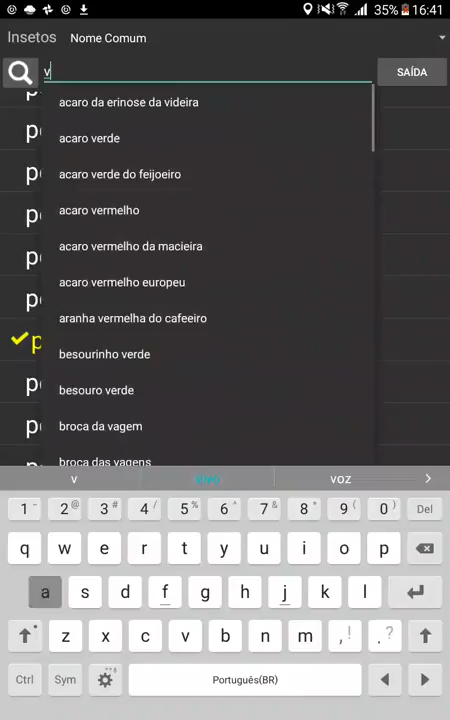 35% 16:41
Insetos Nome Comum
v SAÍDA
acaro da erinose da videira
acaro verde
acaro verde do feijoeiro
acaro vermelho
acaro vermelho da macieira
acaro vermelho europeu
aranha vermelha do cafeeiro
besourinho verde
besouro verde
broca da vagem
broca das vagens
v vivo voz
1 - 2 @ 3 # 4 / 5 % 6 ^ 7 & 8 * 9 ( 0 ) Del
q w e r t y u i o p
a s d f g h j k l
z x c v b n m , ! . ?
Ctrl Sym Português(BR)